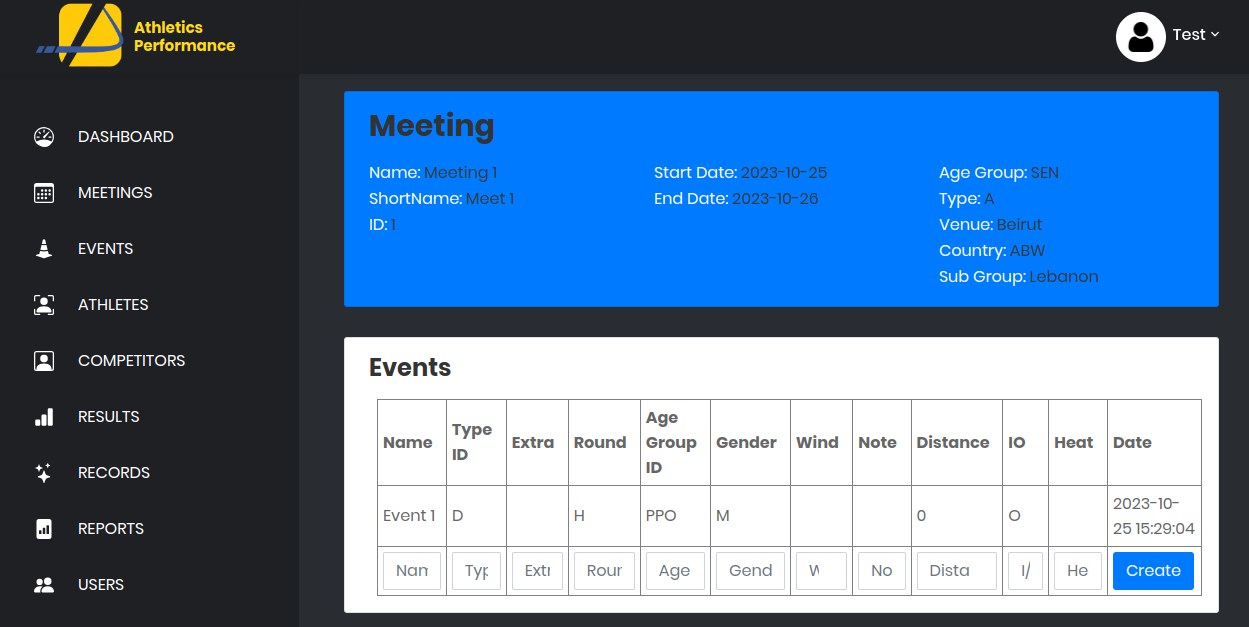 Athletics
Performance
Test
DASHBOARD
MEETINGS
EVENTS
ATHLETES
COMPETITORS
RESULTS
RECORDS
REPORTS
USERS
Meeting
Name: Meeting 1
ShortName: Meet 1
ID: 1
Start Date: 2023-10-25
End Date: 2023-10-26
Age Group: SEN
Type: A
Venue: Beirut
Country: ABW
Sub Group: Lebanon
Events
Name Type ID Extra Round Age Group ID Gender Wind Note Distance IO Heat Date
Event 1 D H PPO M 0 O 2023-10-25 15:29:04
Nam Typ Extr Roun Age Gend W No Dista I/ He Create